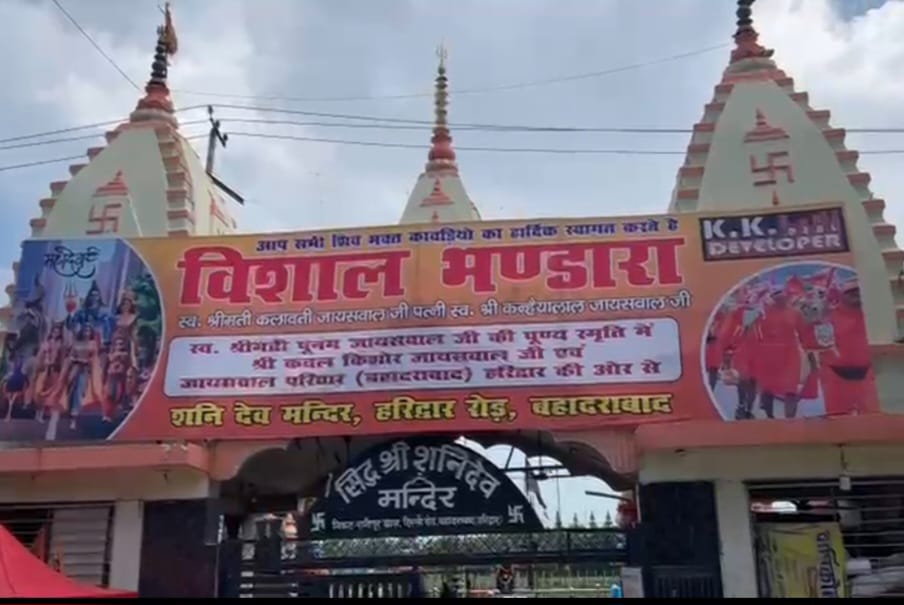 आप सभी शिव भक्त कावड़ियो का हार्दिक स्वागत करते है
K.K.
DEVELOPER
महादेव
विशाल भण्डारा
स्व. श्रीमती कलावती जायसवाल जी पत्नी स्व. श्री कन्हैयालाल जायसवाल जी
स्व. श्रीमती पूनम जायसवाल जी की पूण्य स्मृति में
श्री कवल किशोर जायसवाल जी एवं
जायसवाल परिवार (बहादराबाद) हरिद्वार की ओर से
शनि देव मन्दिर, हरिद्वार रोड़, बहादराबाद
सिद्ध श्री शनिदेव
मन्दिर